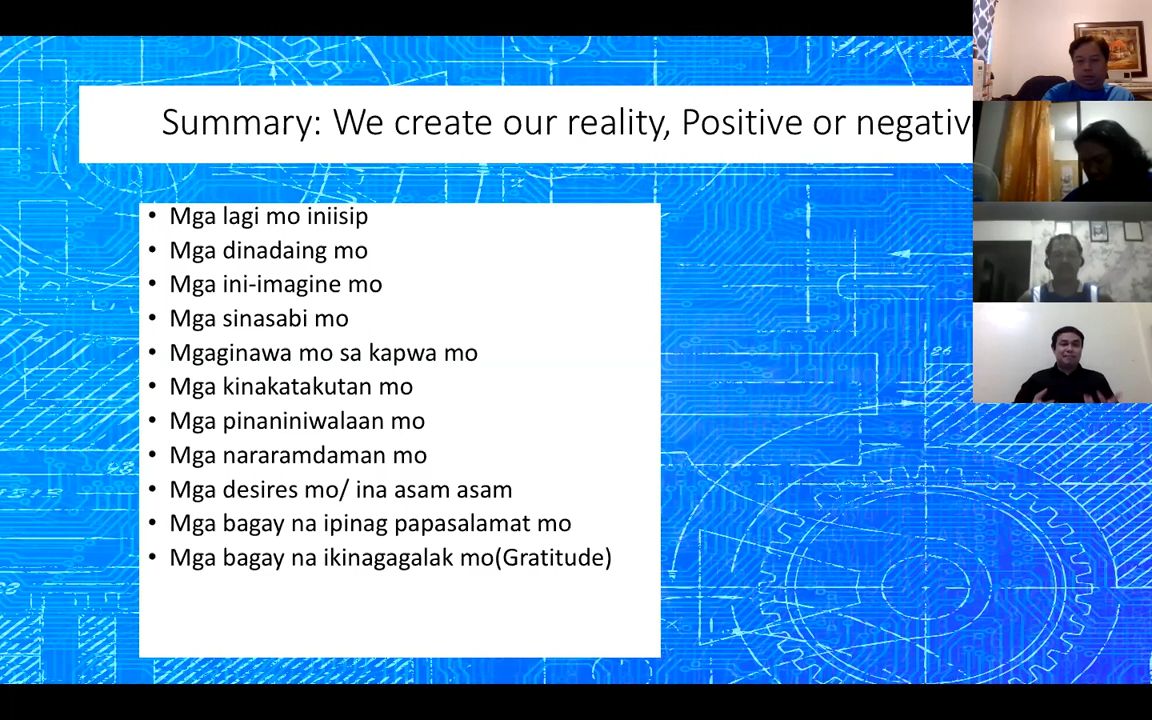 Summary: We create our reality, Positive or negativ
• Mga lagi mo iniisip
• Mga dinadaing mo
• Mga ini-imagine mo
• Mga sinasabi mo
• Mgaginawa mo sa kapwa mo
• Mga kinakatakutan mo
• Mga pinaniniwalaan mo
• Mga nararamdaman mo
• Mga desires mo/ ina asam asam
• Mga bagay na ipinag papasalamat mo
• Mga bagay na ikinagagalak mo(Gratitude)
26